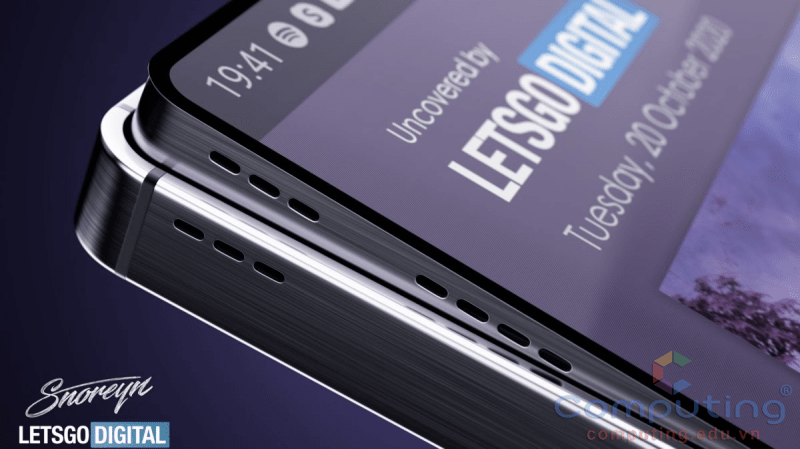 19:41
Uncovered by
LETSGO DIGITAL
Tuesday, 20 October 2020
Snoreyn
LETSGO DIGITAL
Computing®
computing.edu.vn